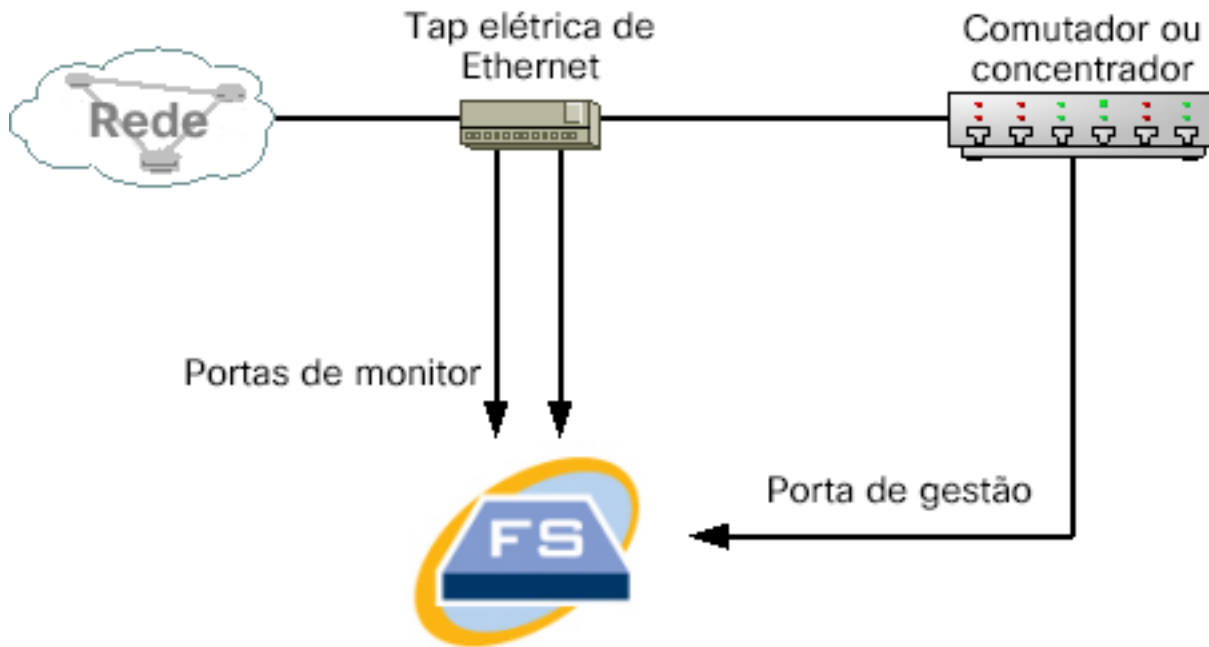 Tap elétrica de
Ethernet
Comutador ou
concentrador
Rede
Portas de monitor
Porta de gestão
FS